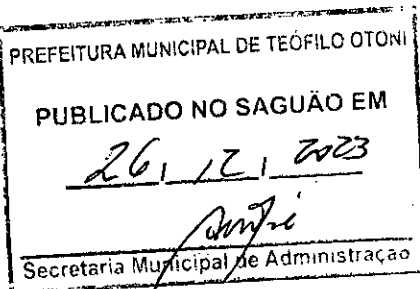 PREFEITURA MUNICIPAL DE TEÓFILO OTONI
PUBLICADO NO SAGUÃO EM
26, 12, 2023
Secretaria Municipal de Administração